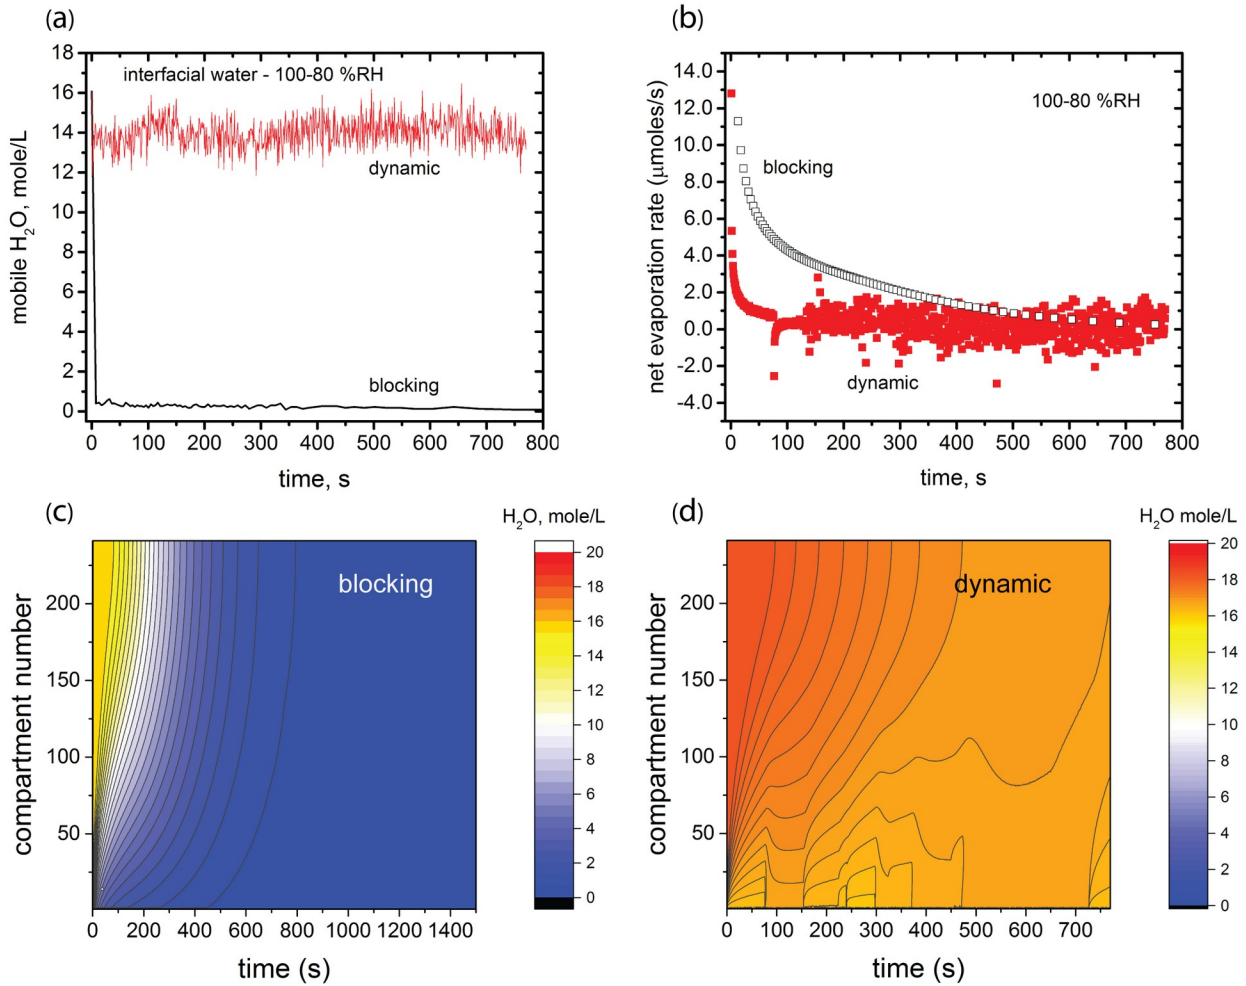 (a)
18
16
14
12
10
8
6
4
2
0
mobile H₂O, mole/L
interfacial water - 100-80 %RH
dynamic
blocking
0 100 200 300 400 500 600 700 800
time, s
(b)
14.0
12.0
10.0
8.0
6.0
4.0
2.0
0.0
-2.0
-4.0
net evaporation rate (μmoles/s)
100-80 %RH
blocking
dynamic
0 100 200 300 400 500 600 700 800
time, s
(c)
H₂O, mole/L
200
150
100
50
compartment number
blocking
20
18
16
14
12
10
8
6
4
2
0
0 200 400 600 800 1000 1200 1400
time (s)
(d)
H₂O mole/L
200
150
100
50
compartment number
dynamic
20
18
16
14
12
10
8
6
4
2
0
0 100 200 300 400 500 600 700
time (s)